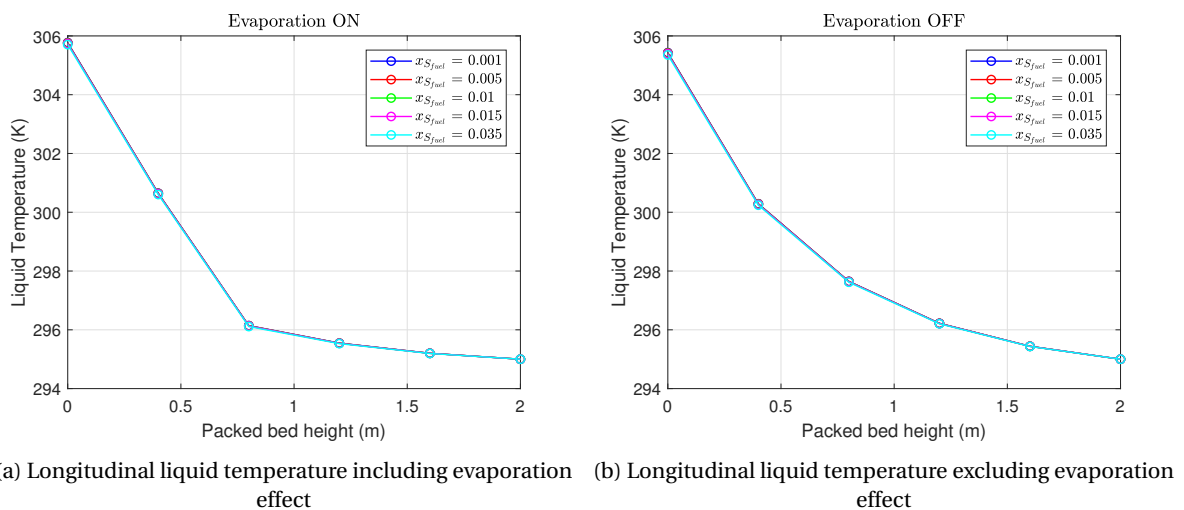 Evaporation ON
306
304
302
300
298
296
294
0
0.5
1
1.5
2
Liquid Temperature (K)
Packed bed height (m)
x_{S_{fuel}} = 0.001
x_{S_{fuel}} = 0.005
x_{S_{fuel}} = 0.01
x_{S_{fuel}} = 0.015
x_{S_{fuel}} = 0.035
Evaporation OFF
306
304
302
300
298
296
294
0
0.5
1
1.5
2
Liquid Temperature (K)
Packed bed height (m)
x_{S_{fuel}} = 0.001
x_{S_{fuel}} = 0.005
x_{S_{fuel}} = 0.01
x_{S_{fuel}} = 0.015
x_{S_{fuel}} = 0.035
a) Longitudinal liquid temperature including evaporation
effect
(b) Longitudinal liquid temperature excluding evaporation
effect